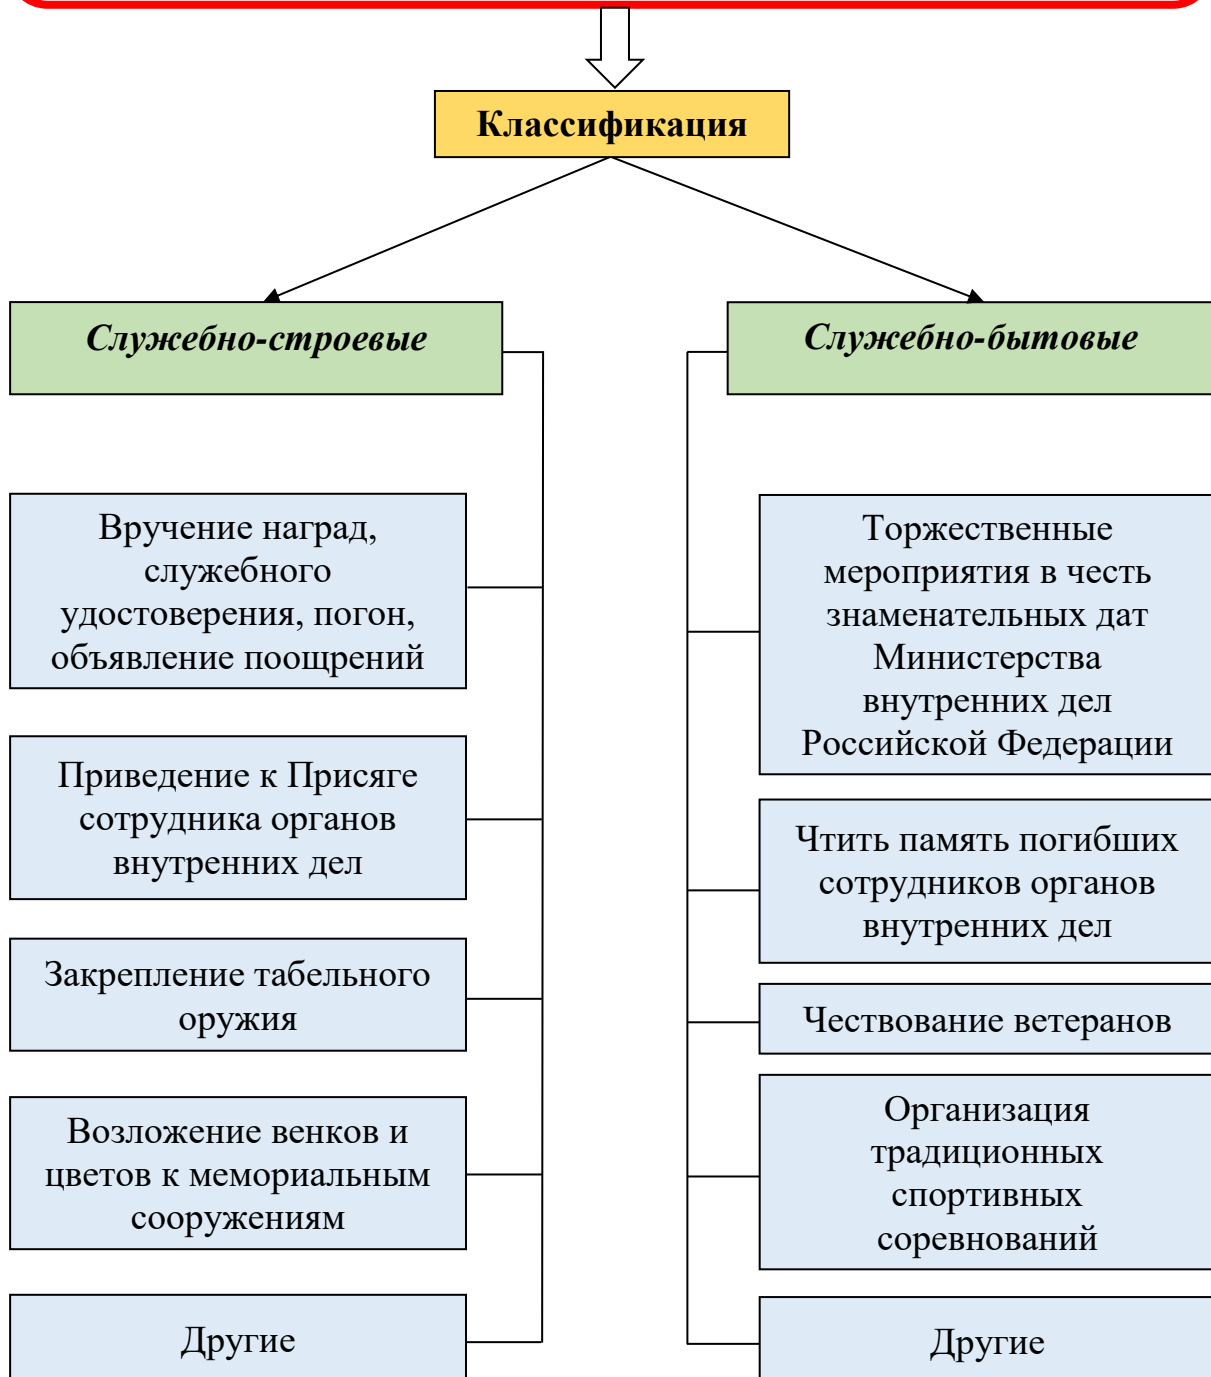 Классификация
Служебно-строевые
Вручение наград,
служебного
удостоверения, погон,
объявление поощрений
Приведение к Присяге
сотрудника органов
внутренних дел
Закрепление табельного
оружия
Возложение венков и
цветов к мемориальным
сооружениям
Другие
Служебно-бытовые
Торжественные
мероприятия в честь
знаменательных дат
Министерства
внутренних дел
Российской Федерации
Чтить память погибших
сотрудников органов
внутренних дел
Чествование ветеранов
Организация
традиционных
спортивных
соревнований
Другие